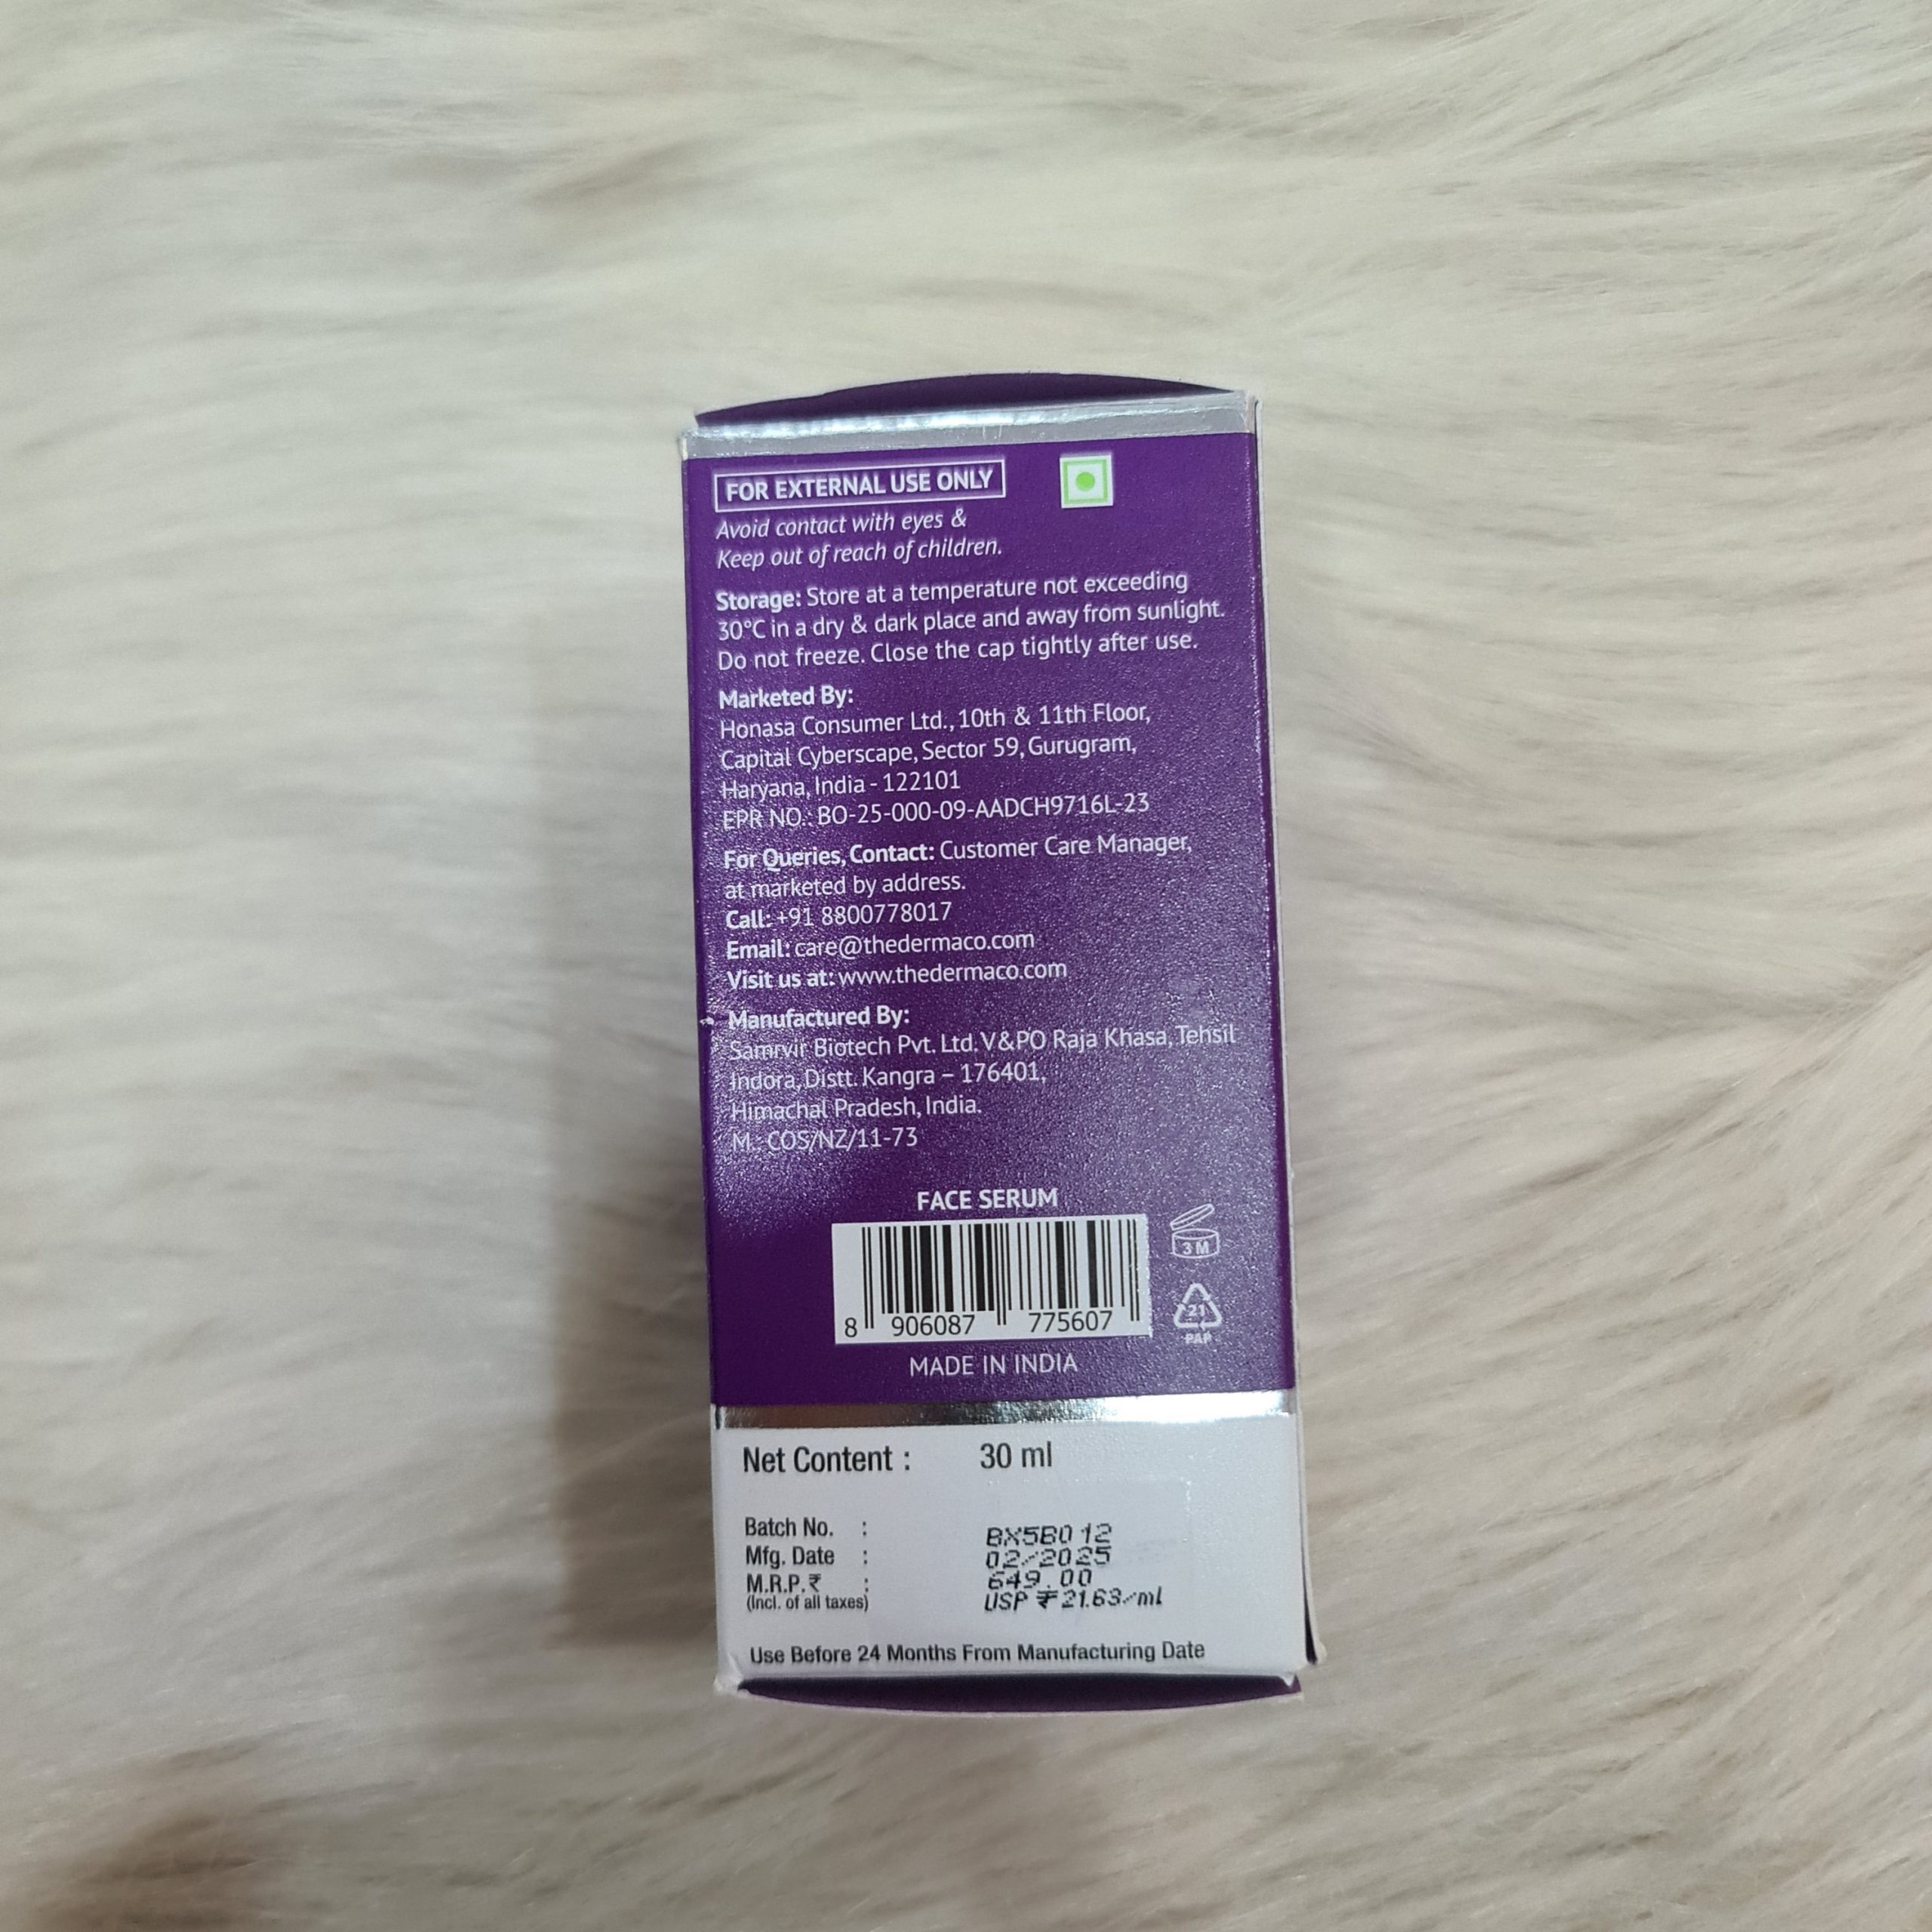 FOR EXTERNAL USE ONLY
Avoid contact with eyes &
Keep out of reach of children.
Storage: Store at a temperature not exceeding
30°C in a dry & dark place and away from sunlight.
Do not freeze. Close the cap tightly after use.
Marketed By:
Honasa Consumer Ltd., 10th & 11th Floor,
Capital Cyberscape, Sector 59, Gurugram,
Haryana, India - 122101
EPR NO.: BO-25-000-09-AADCH9716L-23
For Queries, Contact: Customer Care Manager,
at marketed by address.
Call: +91 8800778017
Email: care@thedermaco.com
Visit us at: www.thedermaco.com
Manufactured By:
Samrvir Biotech Pvt. Ltd. V&PO Raja Khasa, Tehsil
Indora, Distt. Kangra – 176401,
Himachal Pradesh, India.
M.: COS/NZ/11-73
FACE SERUM
3 M
8 906087 775607
21
PAP
MADE IN INDIA
Net Content : 30 ml
Batch No. : BX5B012
Mfg. Date : 02/2025
M.R.P.₹ : 649.00
(Incl. of all taxes) USP ₹ 21.63/ml
Use Before 24 Months From Manufacturing Date